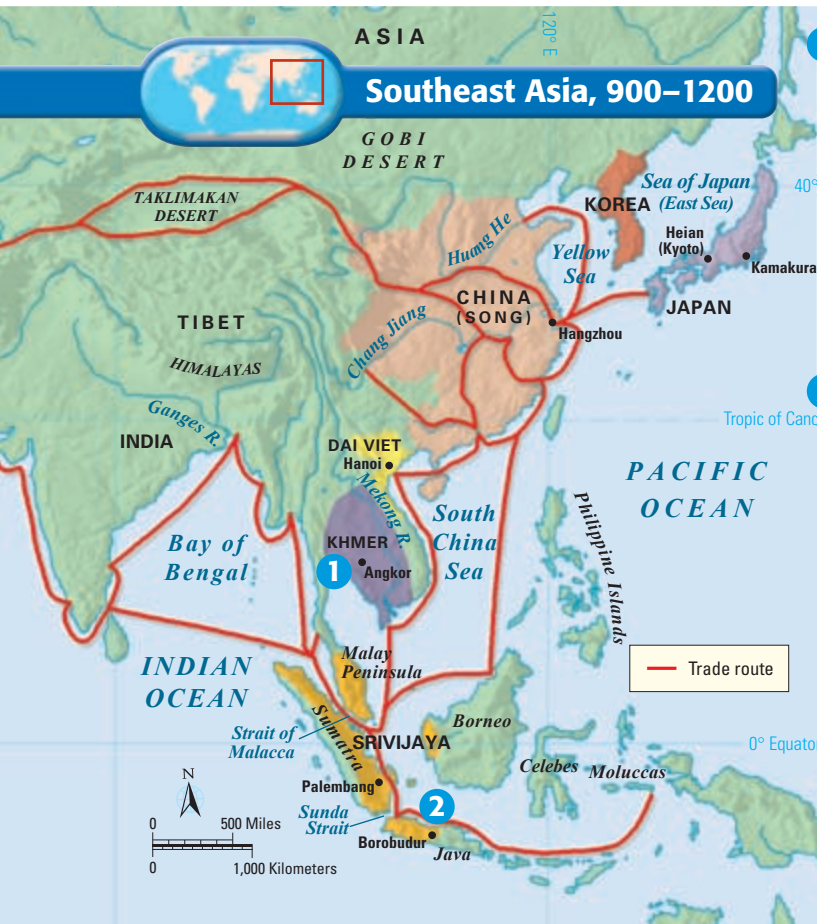 ASIA
120° E
Southeast Asia, 900–1200
GOBI
DESERT
TAKLIMAKAN
DESERT
Huang He
KOREA
Sea of Japan
(East Sea)
40°
Heian
(Kyoto)
Kamakura
Yellow
Sea
CHINA
(SONG)
JAPAN
Hangzhou
TIBET
Chang Jiang
HIMALAYAS
Ganges R.
INDIA
DAI VIET
Hanoi
Tropic of Canc
PACIFIC
OCEAN
Mekong R.
South
China
Sea
Philippine Islands
Bay of
Bengal
KHMER
1
Angkor
INDIAN
OCEAN
Malay
Peninsula
Trade route
Strait of
Malacca
Sumatra
SRIVIJAYA
Borneo
0° Equato
Celebes
Moluccas
Palembang
N
Sunda
Strait
2
0 500 Miles
0 1,000 Kilometers
Borobudur
Java